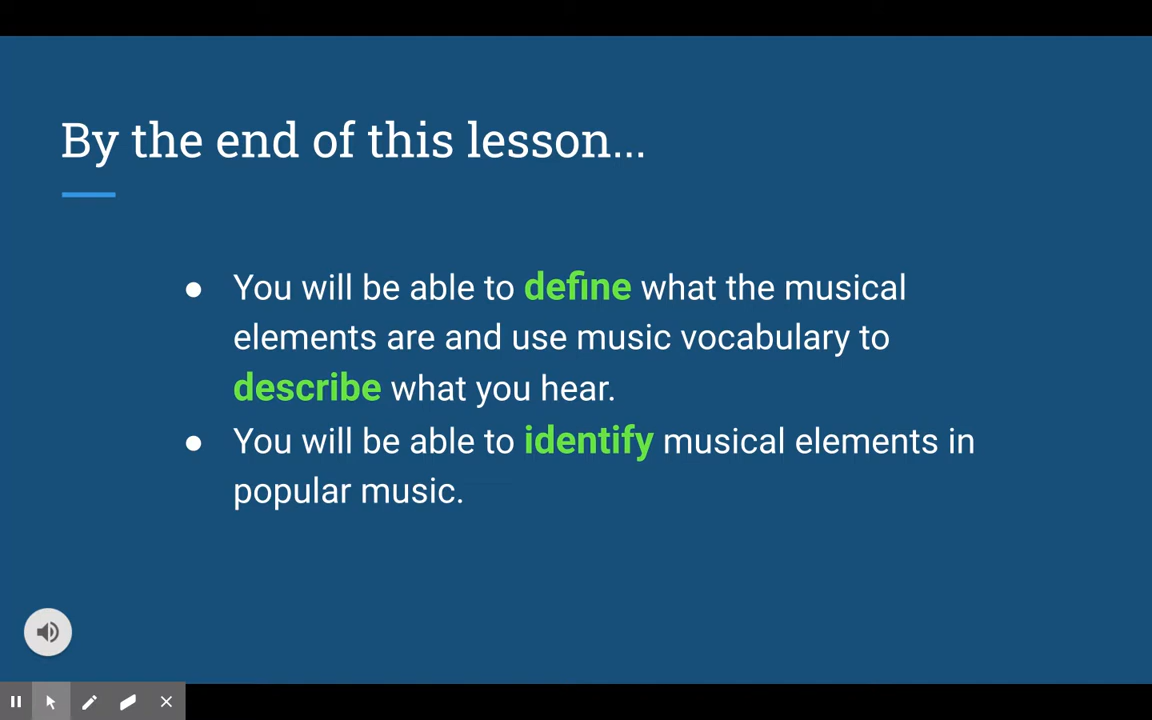 By the end of this lesson...
● You will be able to define what the musical
elements are and use music vocabulary to
describe what you hear.
● You will be able to identify musical elements in
popular music.